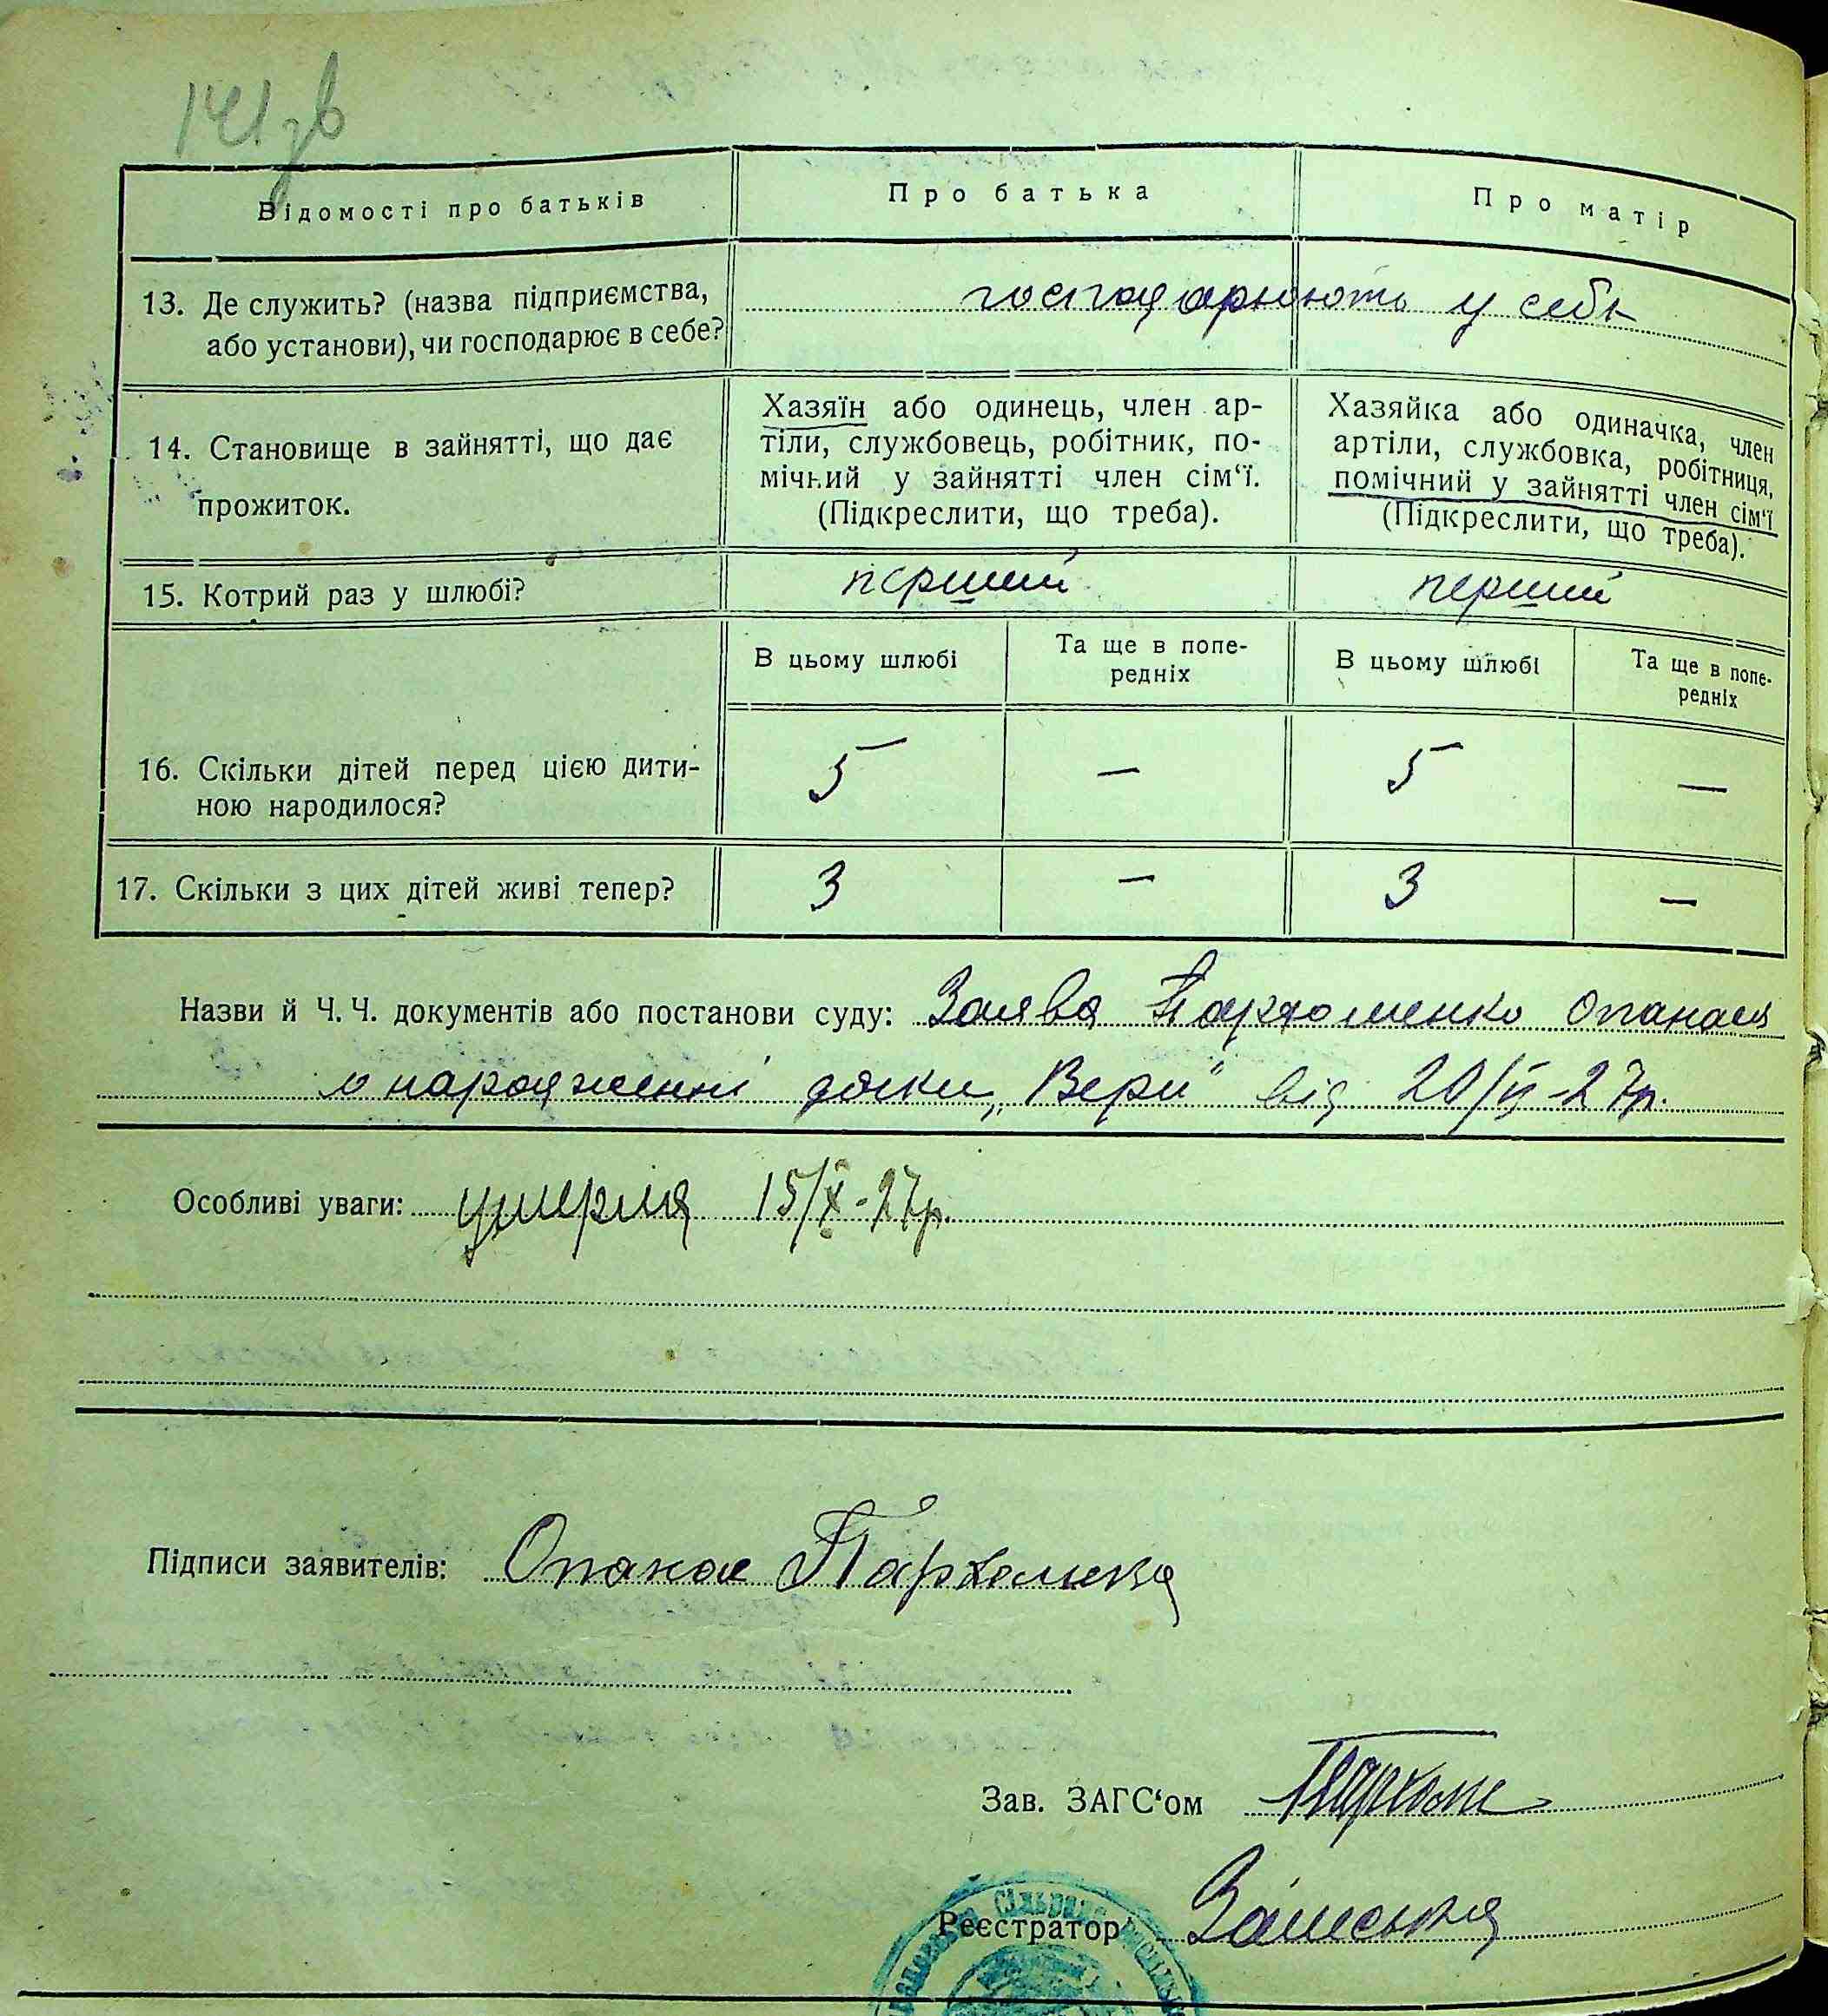 141 зв
Відомості про батьків
Про батька
Про матір
13. Де служить? (назва підприємства,
або установи), чи господарює в себе?
господарюють у себе
14. Становище в зайнятті, що дає
прожиток.
Хазяїн або одинець, член ар-
тіли, службовець, робітник, по-
мічний у зайнятті член сім‘ї.
(Підкреслити, що треба).
Хазяйка або одиначка, член
артіли, службовка, робітниця,
помічний у зайнятті член сім‘ї
(Підкреслити, що треба).
15. Котрий раз у шлюбі?
перший
перший
В цьому шлюбі
Та ще в попе-
редніх
В цьому шлюбі
Та ще в попе-
редніх
16. Скільки дітей перед цією дити-
ною народилося?
5 — 5 —
17. Скільки з цих дітей живі тепер?
3 — 3 —
Назви й Ч. Ч. документів або постанови суду: Заява Пархоменко Опанаса
о народженні дочки „Вери" від 20/ -27р.
Особливі уваги: умерла 15/X-27р.
Підписи заявителів: Опанас Пархоменко
Зав. ЗАГС‘ом Пархоме
Реєстратор